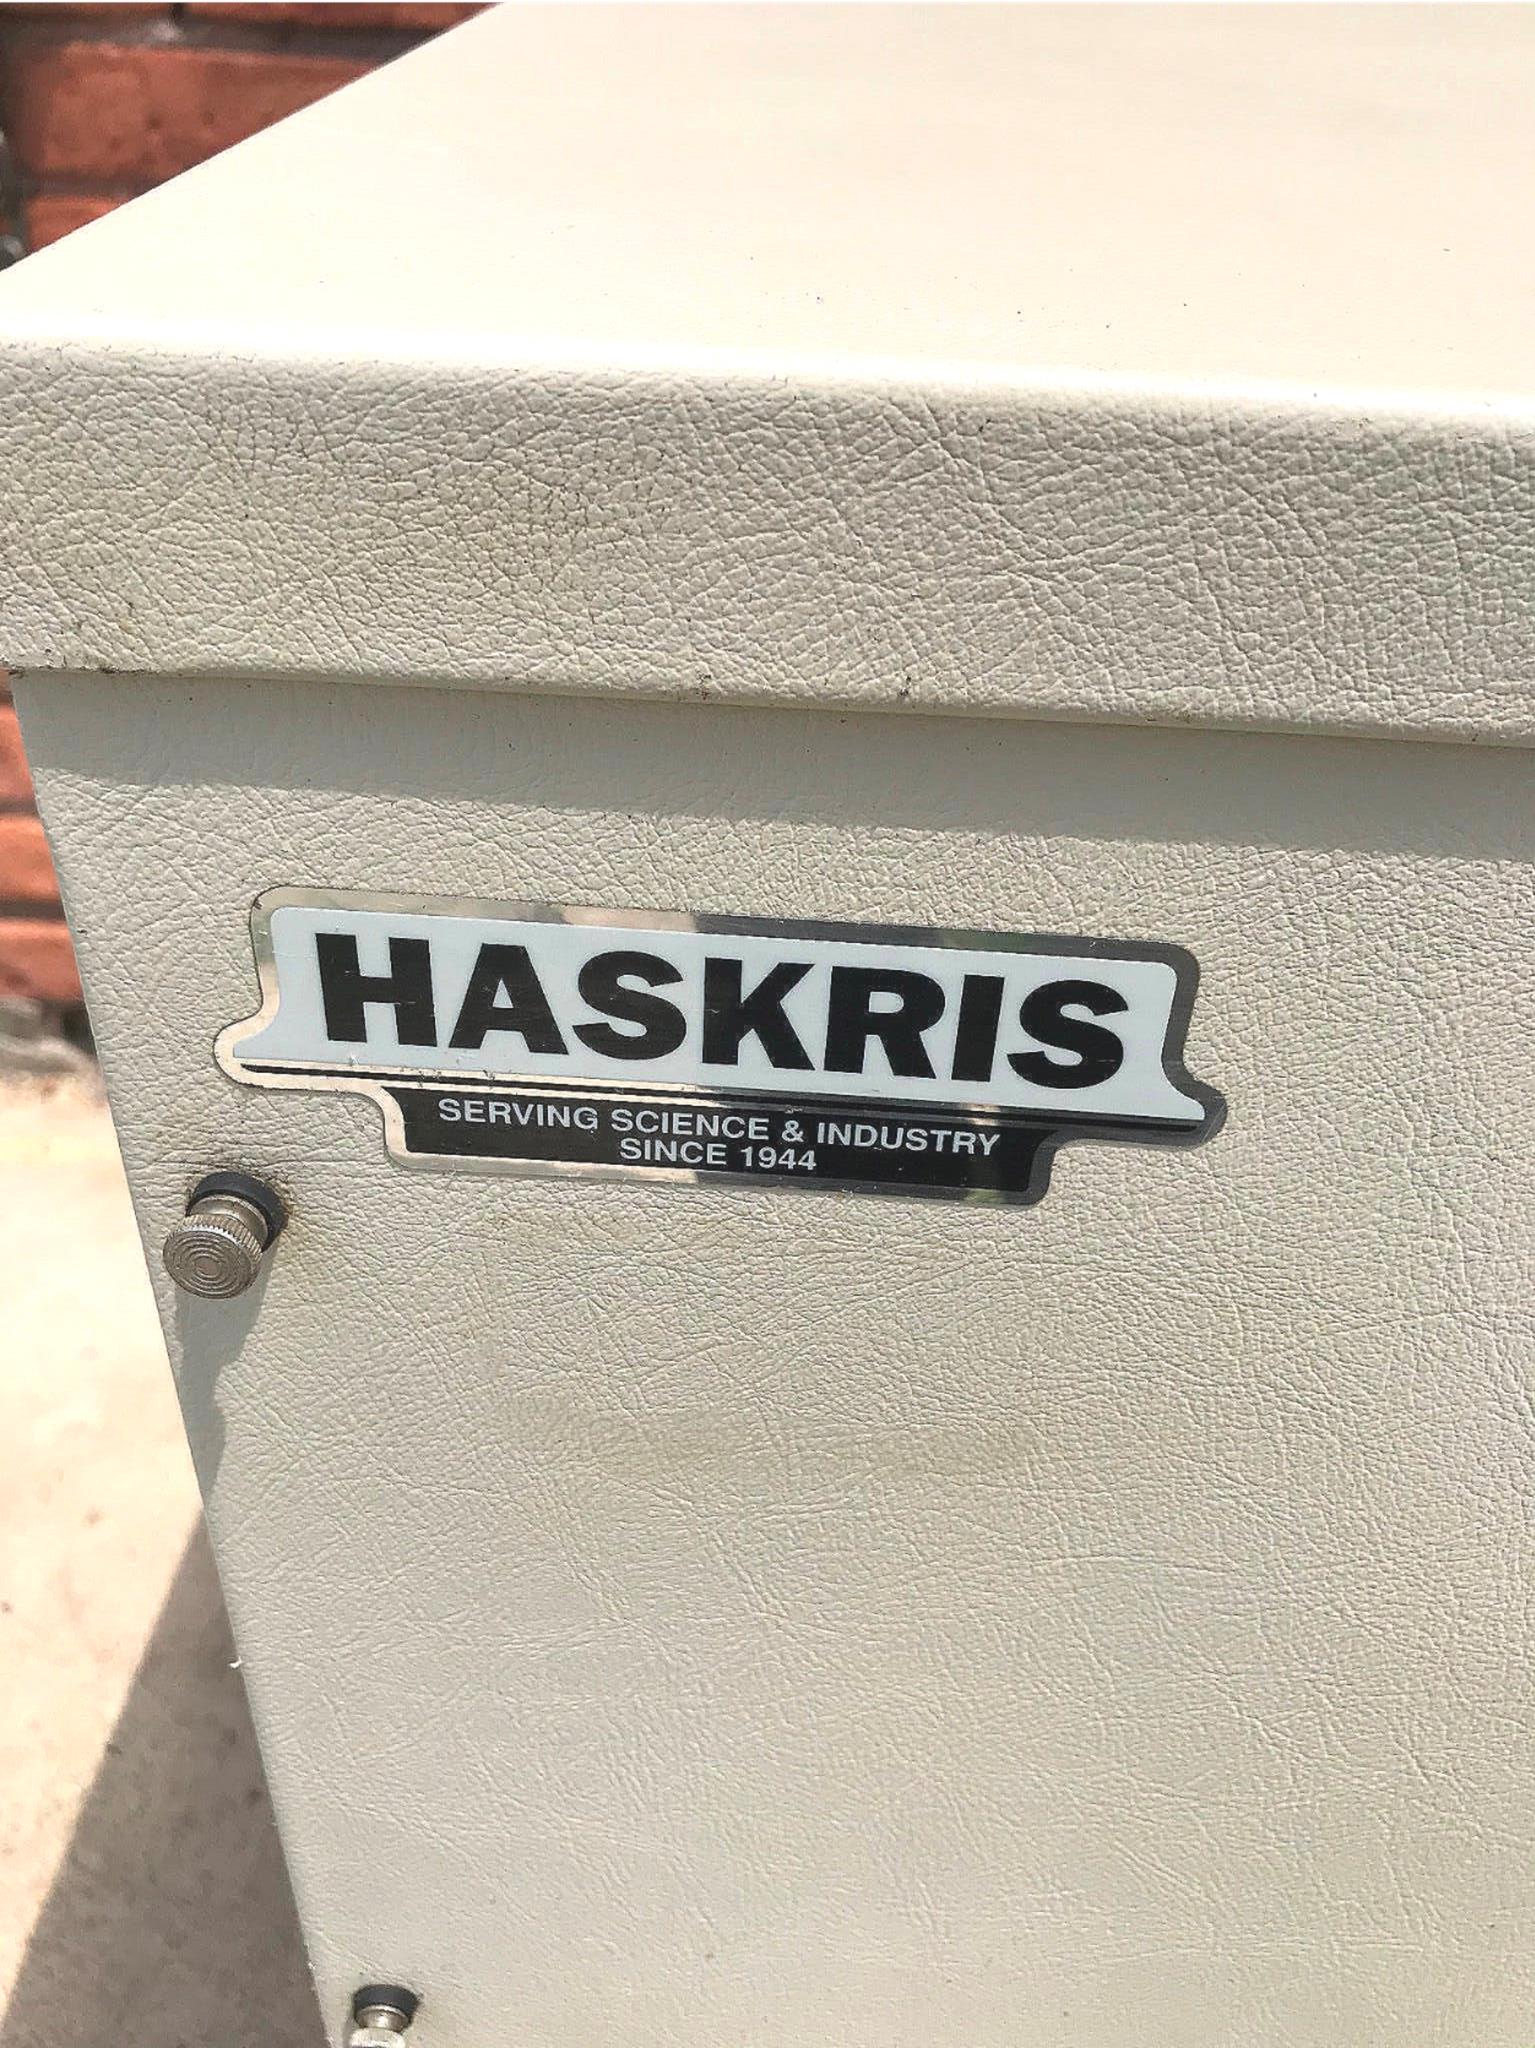 HASKRIS
SERVING SCIENCE & INDUSTRY
SINCE 1944